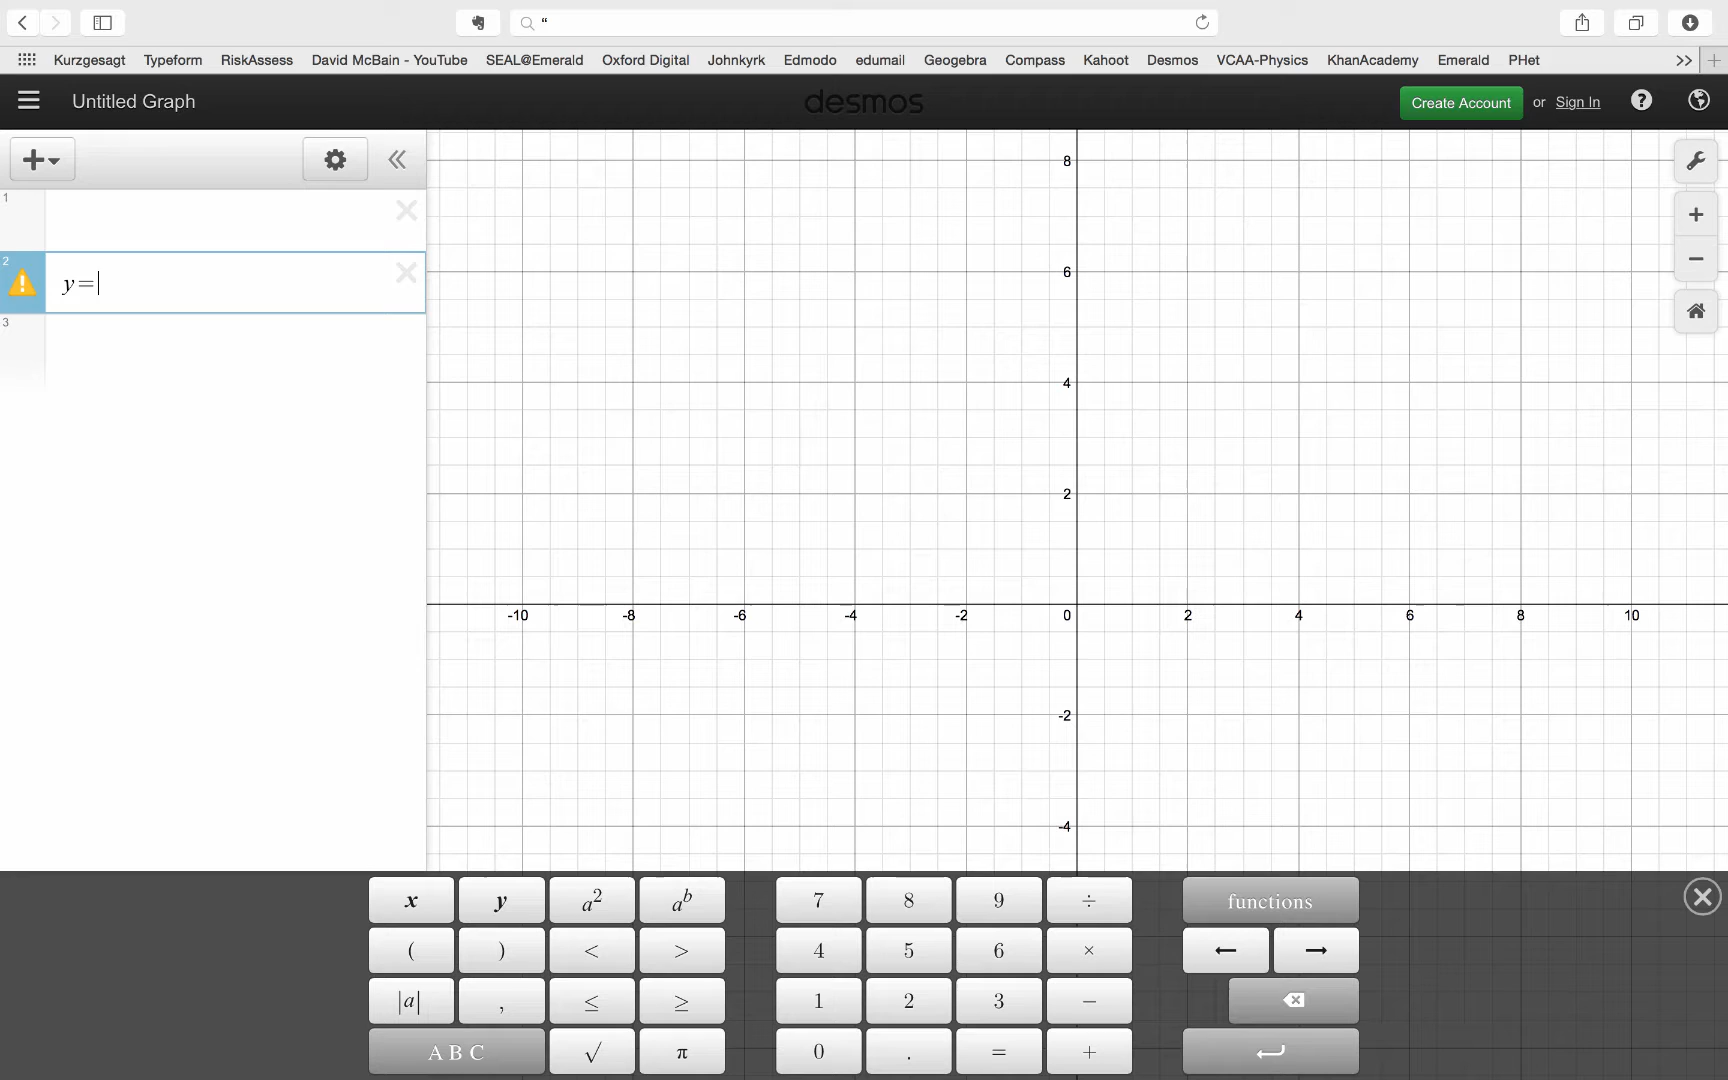 “
Kurzgesagt Typeform RiskAssess David McBain - YouTube SEAL@Emerald Oxford Digital Johnkyrk Edmodo edumail Geogebra Compass Kahoot Desmos VCAA-Physics KhanAcademy Emerald PHet >>
Untitled Graph desmos Create Account or Sign In ?
1
2 y=
3
8
6
4
2
-10 -8 -6 -4 -2 0 2 4 6 8 10
-2
-4
x y a² aᵇ 7 8 9 ÷ functions
( ) < > 4 5 6 × ← →
|a| , ≤ ≥ 1 2 3 −
A B C √ π 0 . = +